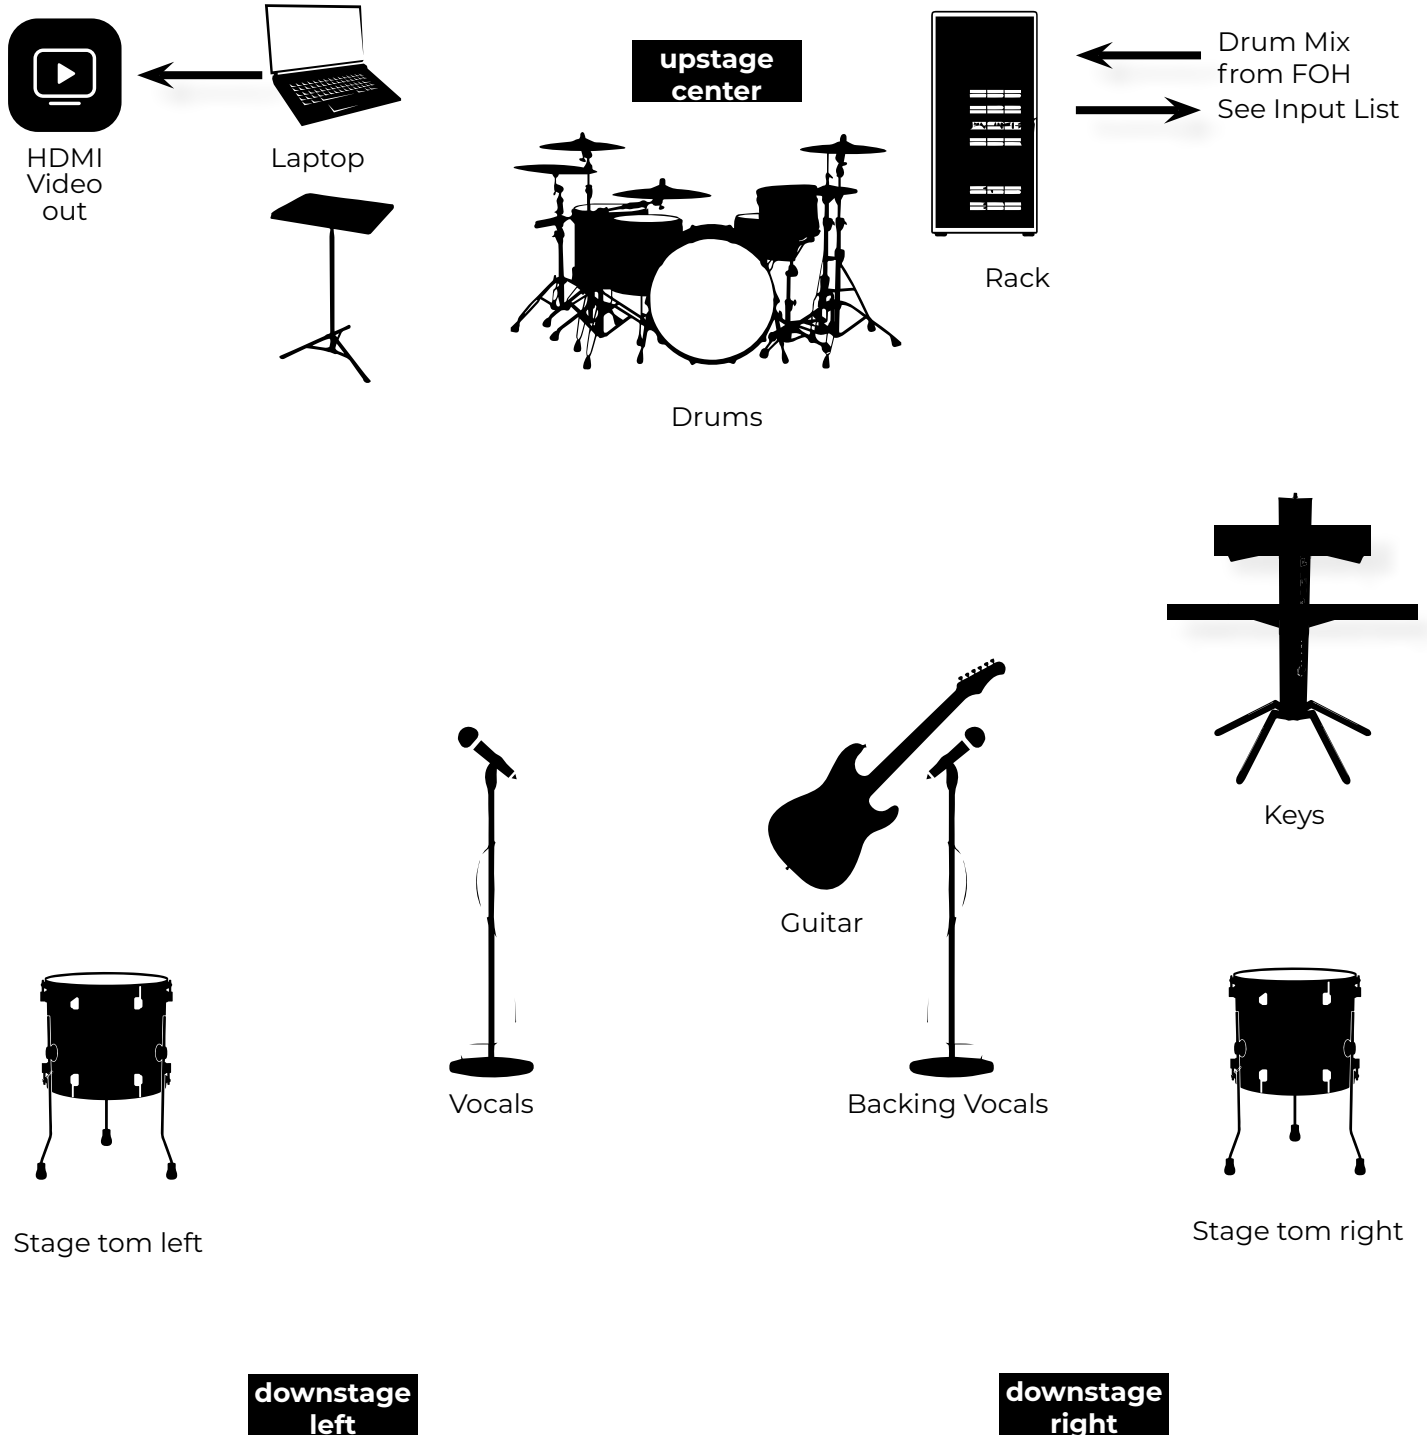 upstage
center
Drum Mix
from FOH
See Input List
HDMI
Video
out
Laptop
Rack
Drums
Keys
Guitar
Vocals
Backing Vocals
Stage tom left
Stage tom right
downstage
left
downstage
right